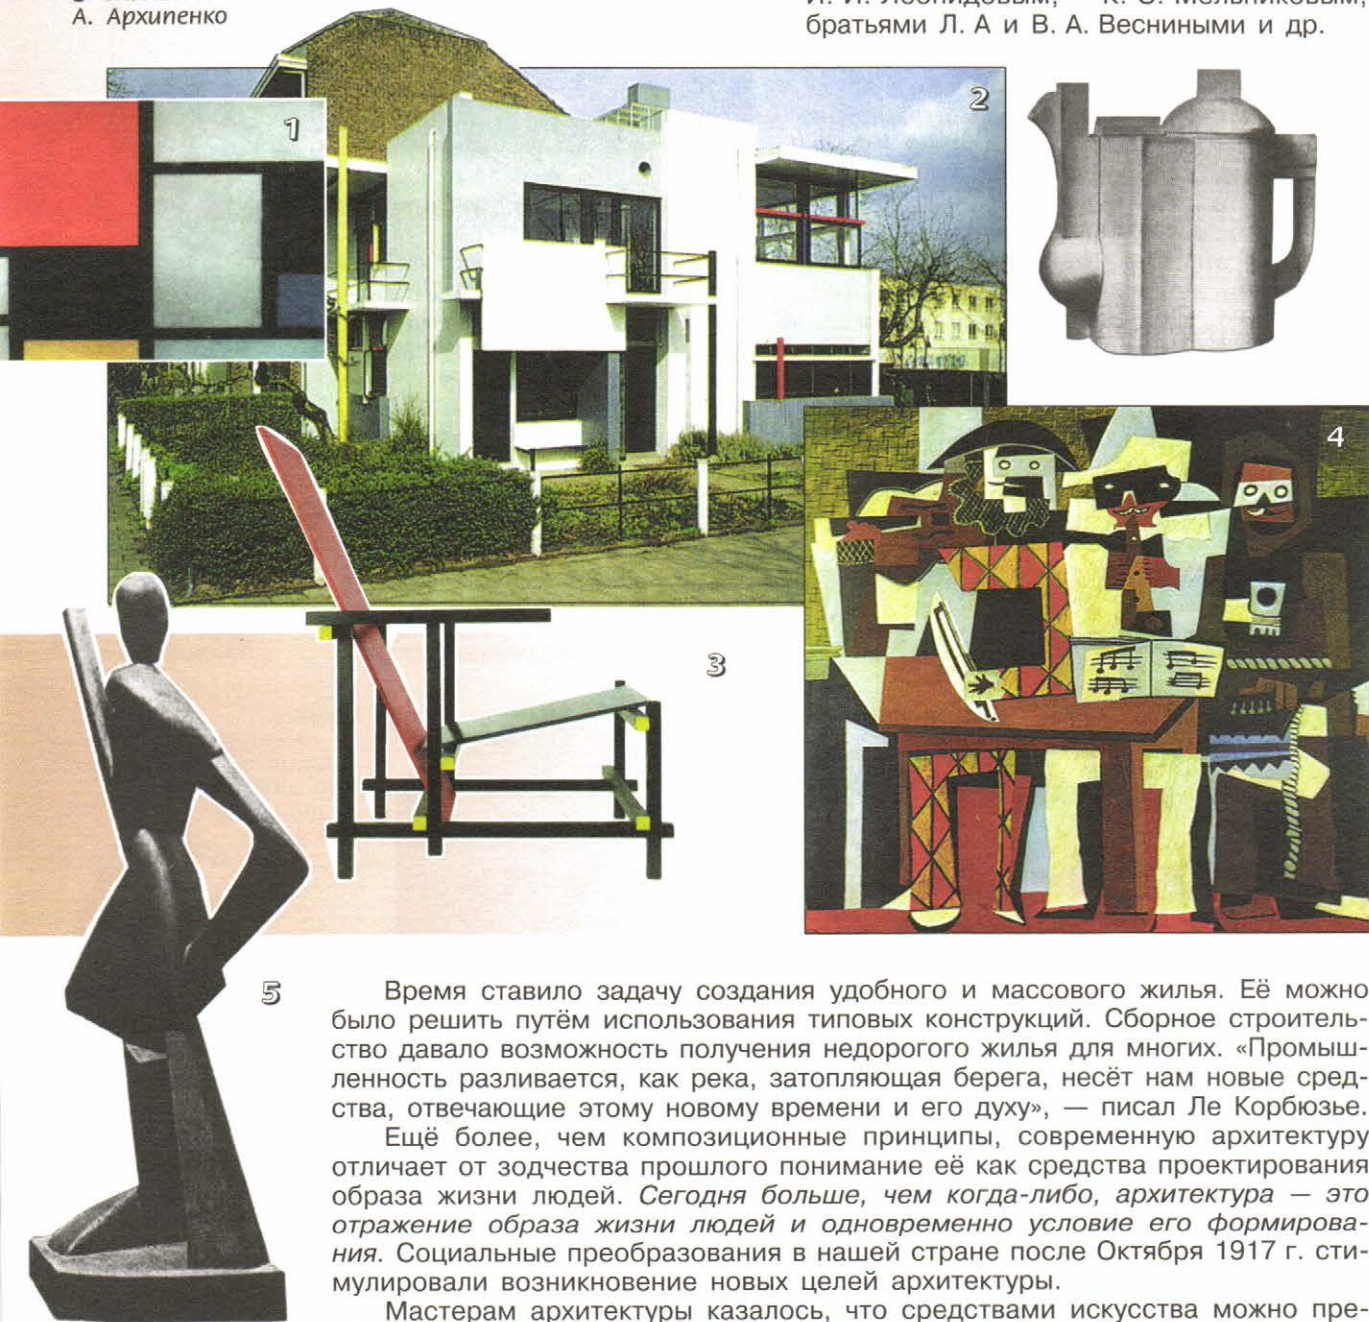 А. Архипенко
братьями Л. А и В. А. Весниными и др.
1
2
3
4
5
Время ставило задачу создания удобного и массового жилья. Её можно
было решить путём использования типовых конструкций. Сборное строитель-
ство давало возможность получения недорогого жилья для многих. «Промыш-
ленность разливается, как река, затопляющая берега, несёт нам новые сред-
ства, отвечающие этому новому времени и его духу», — писал Ле Корбюзье.
Ещё более, чем композиционные принципы, современную архитектуру
отличает от зодчества прошлого понимание её как средства проектирования
образа жизни людей. Сегодня больше, чем когда-либо, архитектура — это
отражение образа жизни людей и одновременно условие его формирова-
ния. Социальные преобразования в нашей стране после Октября 1917 г. сти-
мулировали возникновение новых целей архитектуры.
Мастерам архитектуры казалось, что средствами искусства можно пре-